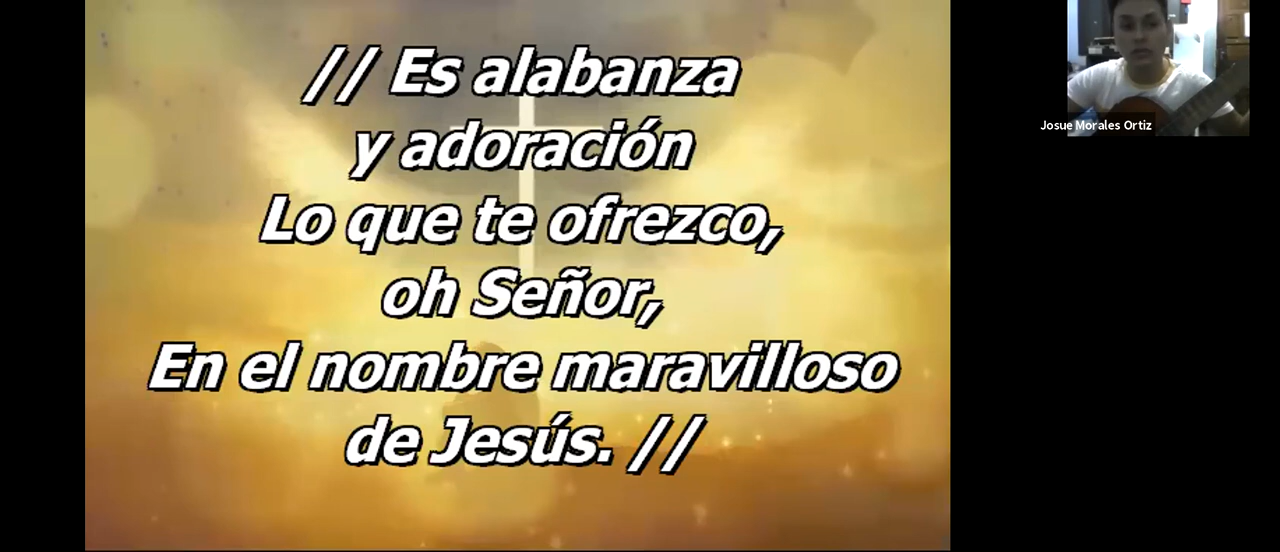 // Es alabanza
y adoración
Lo que te ofrezco,
oh Señor,
En el nombre maravilloso
de Jesús. //
Josue Morales Ortiz